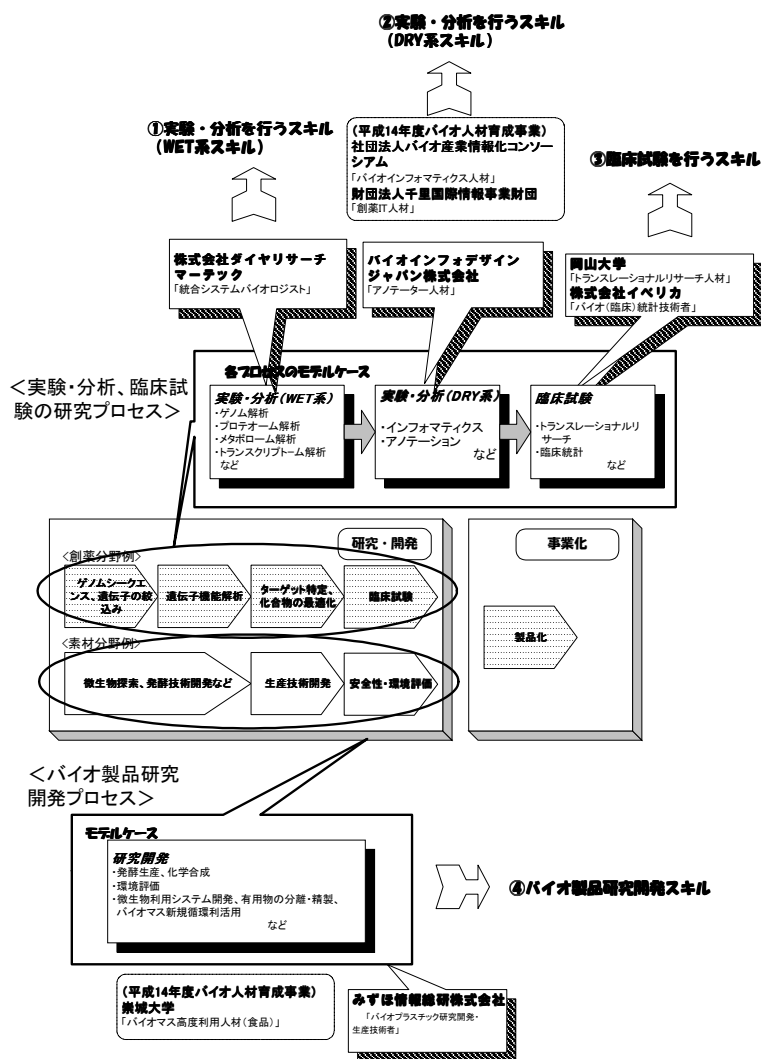 ②実験・分析を行うスキル
(DRY系スキル)
①実験・分析を行うスキル
(WET系スキル)
(平成14年度バイオ人材育成事業)
社団法人バイオ産業情報化コンソー
シアム
「バイオインフォマティクス人材」
財団法人千里国際情報事業財団
「創薬IT人材」
③臨床試験を行うスキル
株式会社ダイヤリサーチ
マーテック
「統合システムバイオロジスト」
バイオインフォデザイン
ジャパン株式会社
「アノテーター人材」
岡山大学
「トランスレーショナルリサーチ人材」
株式会社イベリカ
「バイオ(臨床)統計技術者」
<実験・分析、臨床試
験の研究プロセス>
各プロセスのモデルケース
実験・分析(WET系)
・ゲノム解析
・プロテオーム解析
・メタボローム解析
・トランスクリプトーム解析
など
実験・分析(DRY系)
・インフォマティクス
・アノテーション
など
臨床試験
・トランスレーショナルリ
サーチ
・臨床統計
など
研究・開発
事業化
<創薬分野例>
ゲノムシークエ
ンス、遺伝子の絞
込み
遺伝子機能解析
ターゲット特定、
化合物の最適化
臨床試験
製品化
<素材分野例>
微生物探索、発酵技術開発など
生産技術開発
安全性・環境評価
<バイオ製品研究
開発プロセス>
モデルケース
研究開発
・発酵生産、化学合成
・環境評価
・微生物利用システム開発、有用物の分離・精製、
バイオマス新規循環利活用
など
④バイオ製品研究開発スキル
(平成14年度バイオ人材育成事業)
崇城大学
「バイオマス高度利用人材(食品)」
みずほ情報総研株式会社
「バイオプラスチック研究開発・
生産技術者」